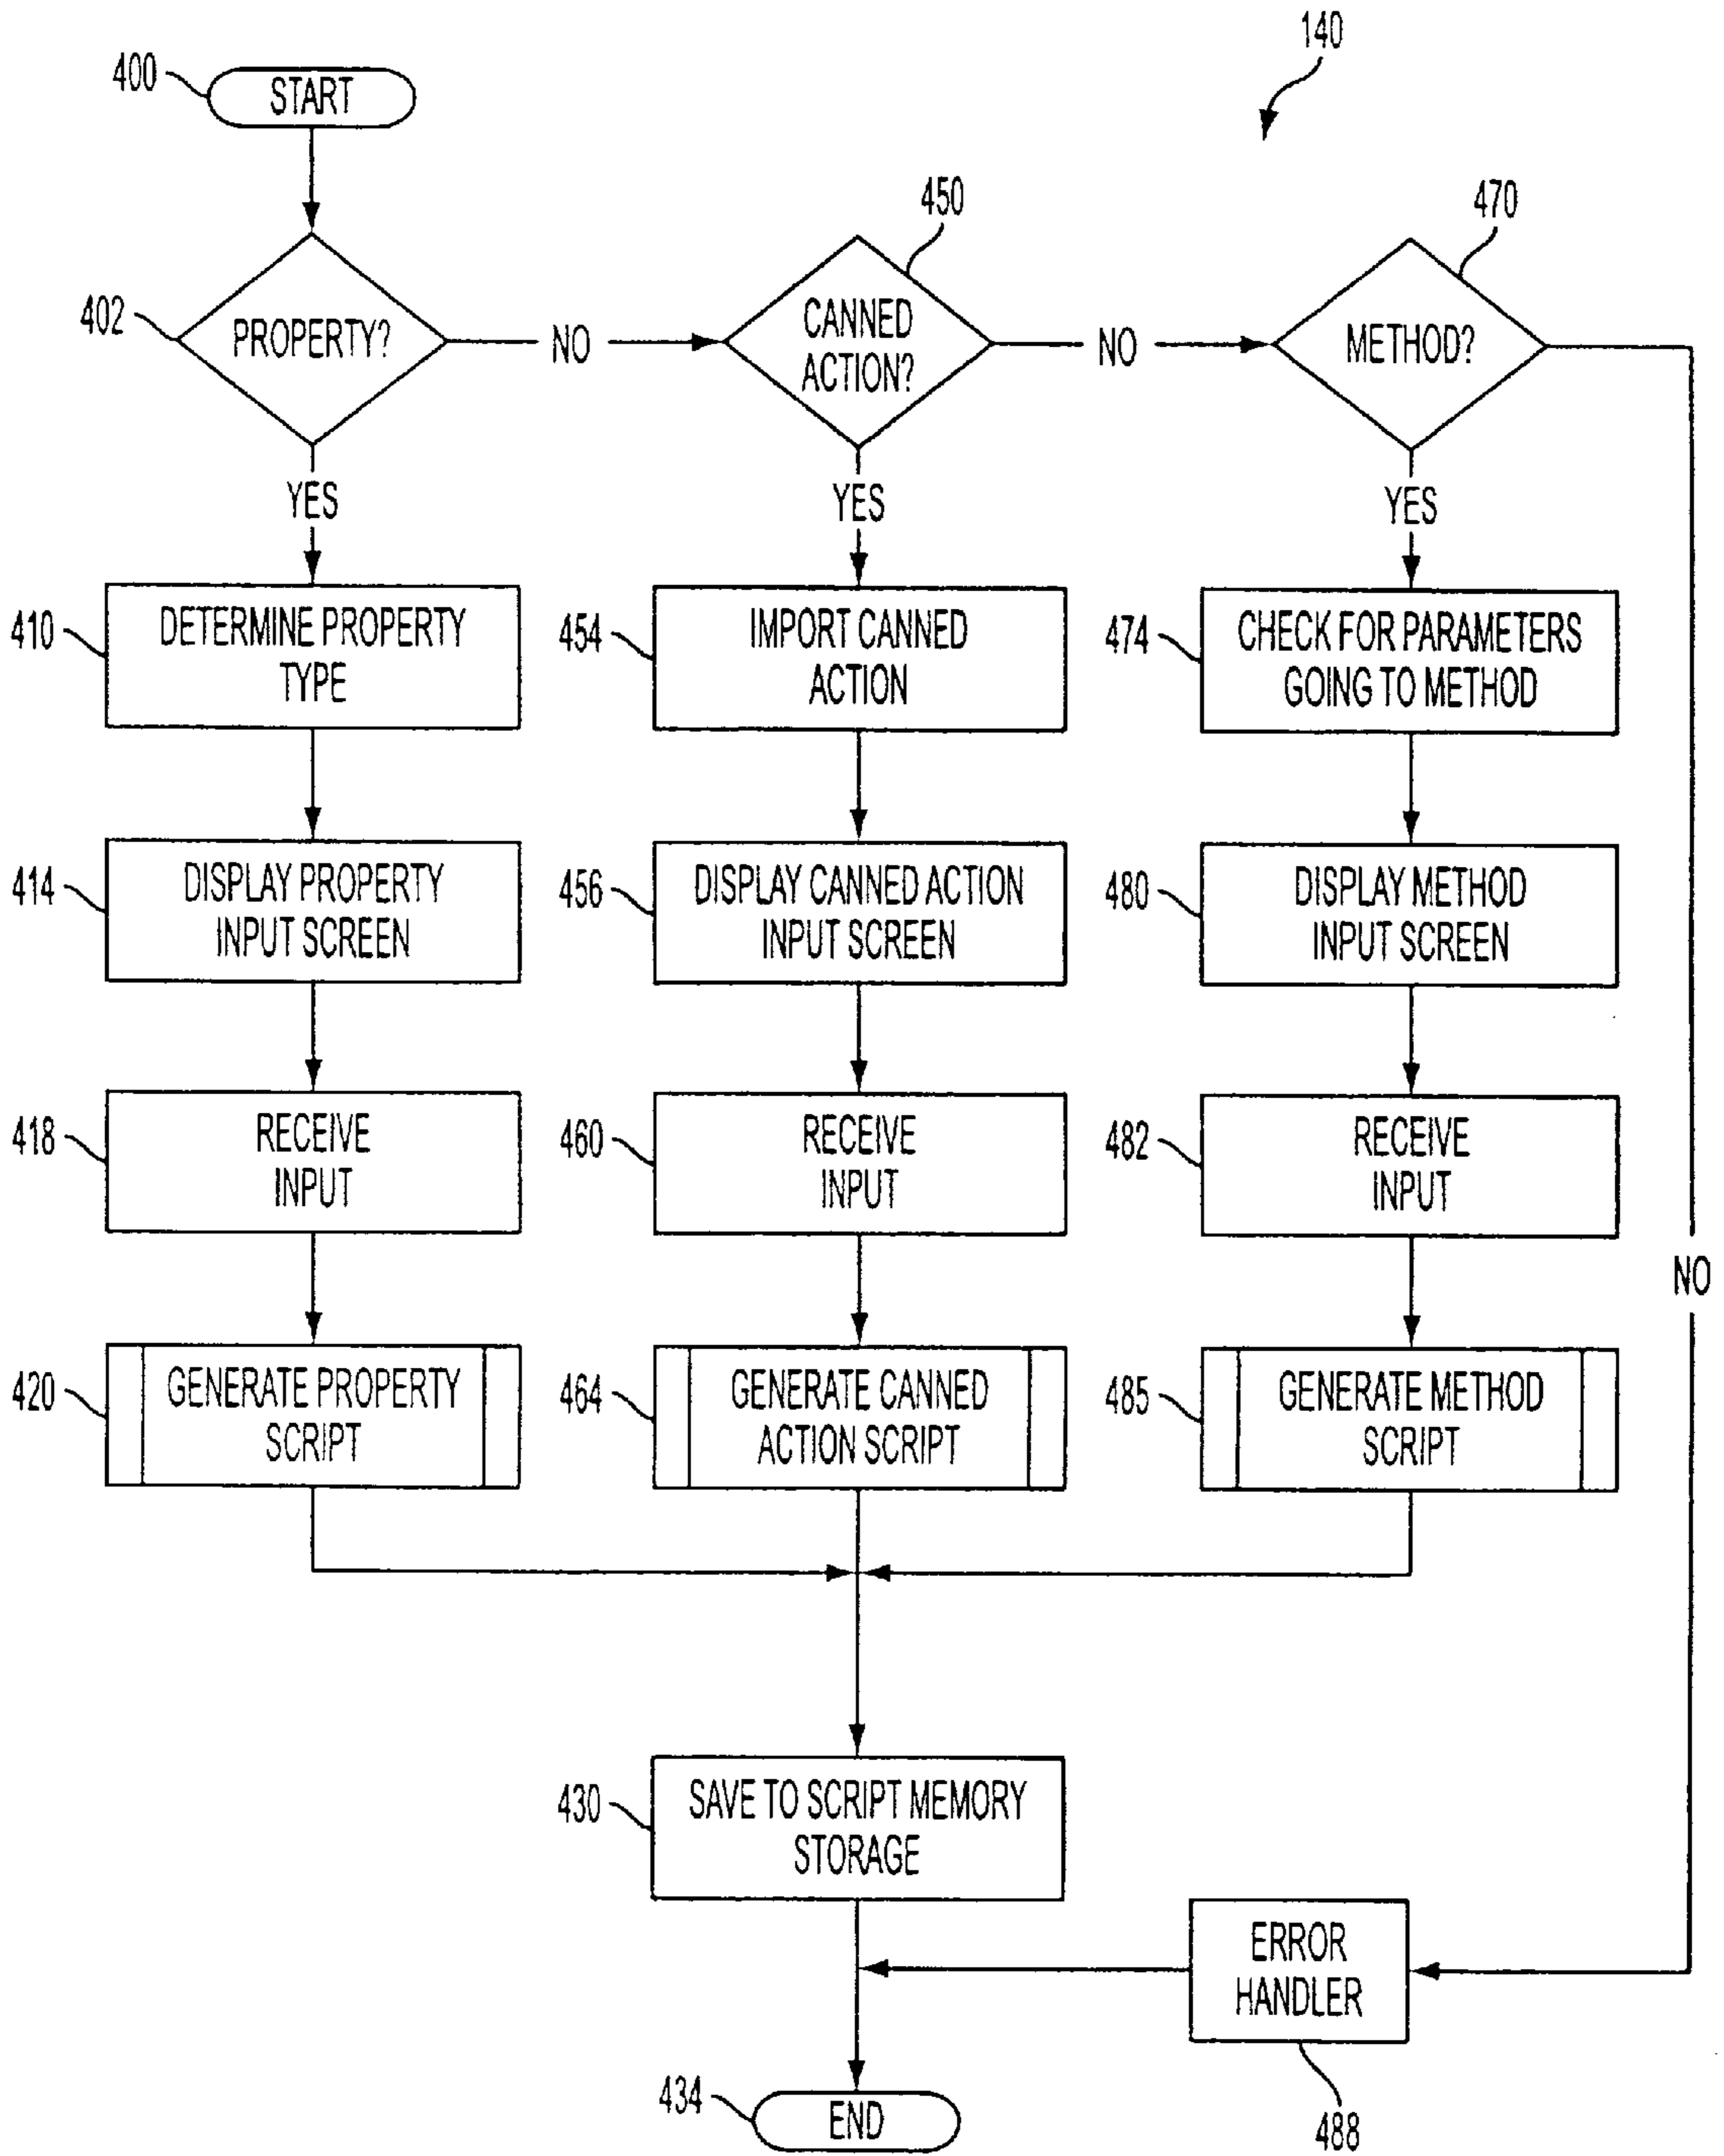 140
400
START
450
470
402
PROPERTY?
NO
CANNED
ACTION?
NO
METHOD?
YES
YES
YES
410
DETERMINE PROPERTY
TYPE
454
IMPORT CANNED
ACTION
474
CHECK FOR PARAMETERS
GOING TO METHOD
414
DISPLAY PROPERTY
INPUT SCREEN
456
DISPLAY CANNED ACTION
INPUT SCREEN
480
DISPLAY METHOD
INPUT SCREEN
418
RECEIVE
INPUT
460
RECEIVE
INPUT
482
RECEIVE
INPUT
NO
420
GENERATE PROPERTY
SCRIPT
464
GENERATE CANNED
ACTION SCRIPT
485
GENERATE METHOD
SCRIPT
430
SAVE TO SCRIPT MEMORY
STORAGE
ERROR
HANDLER
488
434
END